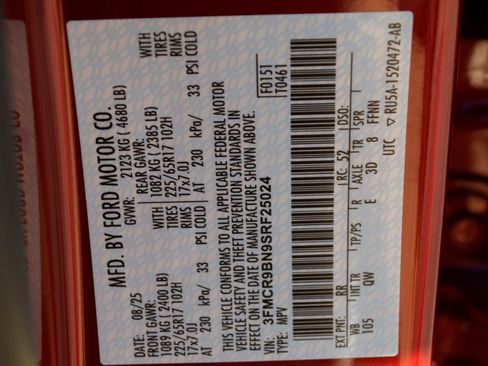 MFD. BY FORD MOTOR CO.
08/25
GVWR: 2123 KG ( 4680 LB)
FRONT GAWR:
1089 KG ( 2400 LB)
225/65R17 102H
17x7.0J
AT 230 kPa/ 33 PSI COLD
REAR GAWR:
1082 KG ( 2385 LB)
225/65R17 102H
17x7.0J
AT 230 kPa/ 33 PSI COLD
WITH
TIRES
RIMS
WITH
TIRES
RIMS
THIS VEHICLE CONFORMS TO ALL APPLICABLE FEDERAL MOTOR
VEHICLE SAFETY AND THEFT PREVENTION STANDARDS IN
EFFECT ON THE DATE OF MANUFACTURE SHOWN ABOVE.
VIN: 3FMCR9BN9SRF25024
TYPE: MPV
F0151
T0461
EXT PNT: RR RC: 52 DSO:
WB INT TR TP/PS R AXLE TR SPR
105 QW E 3D 8 FFNN
UTC ▽ RU5A-1520472-AB